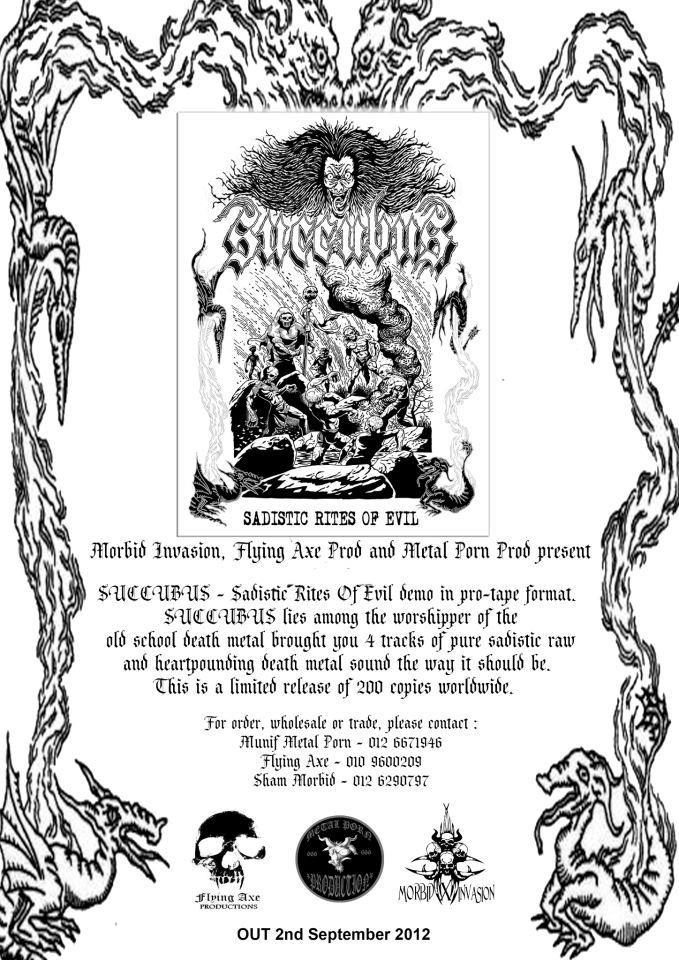 Succubus
SADISTIC RITES OF EVIL
Morbid Invasion, Flying Axe Prod and Metal Porn Prod present
SUCCUBUS - Sadistic Rites Of Evil demo in pro-tape format.
SUCCUBUS lies among the worshipper of the
old school death metal brought you 4 tracks of pure sadistic raw
and heartpounding death metal sound the way it should be.
This is a limited release of 200 copies worldwide.
For order, wholesale or trade, please contact :
Munif Metal Porn - 012 6671946
Flying Axe - 010 9600209
Sham Morbid - 012 6290797
Flying Axe
PRODUCTIONS
METAL PORN
666 666
"PRODUCTION"
MORBID INVASION
OUT 2nd September 2012